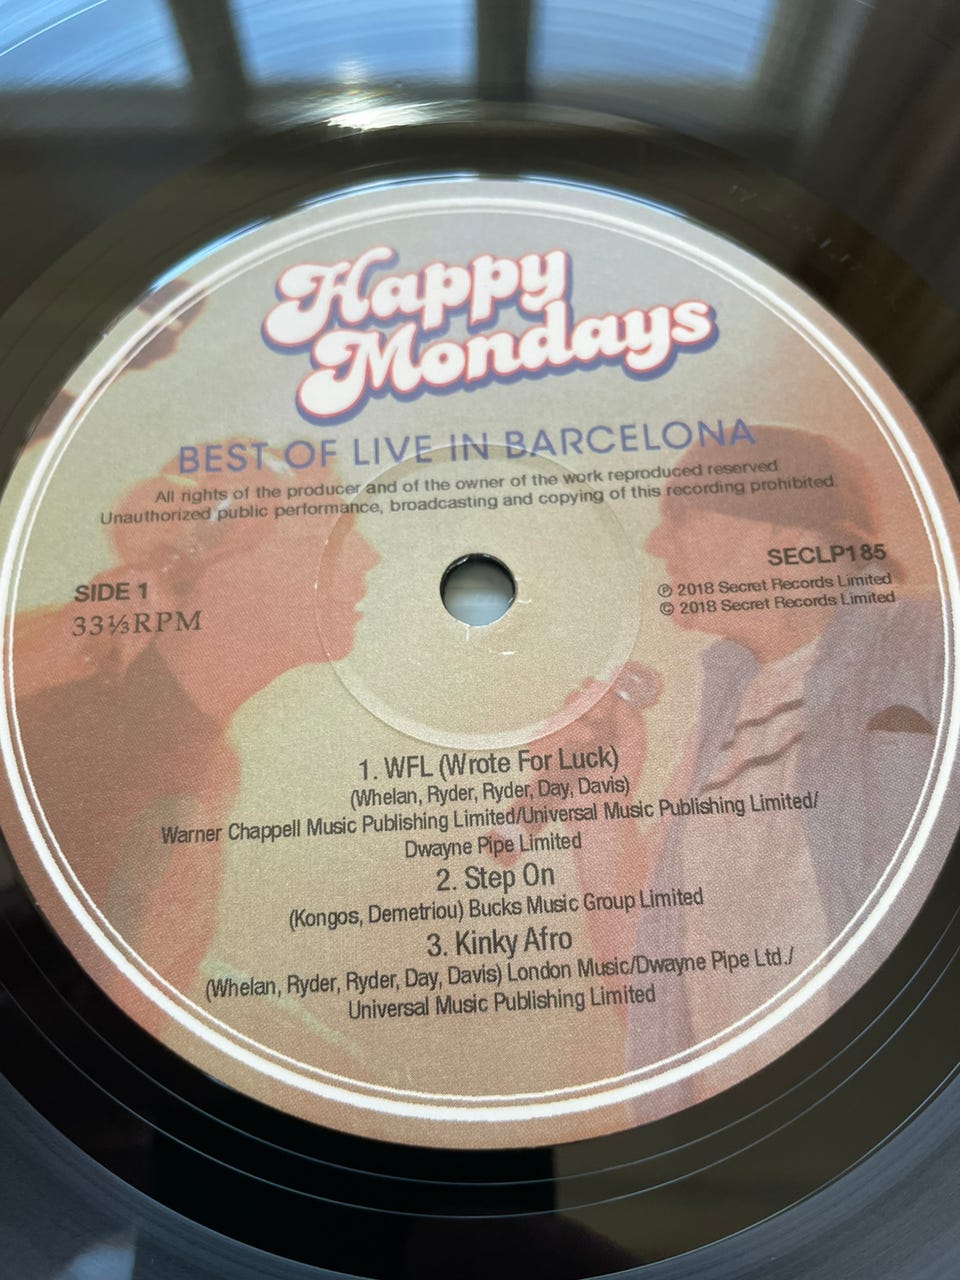 Happy
Mondays
BEST OF LIVE IN BARCELONA
All rights of the producer and of the owner of the work reproduced reserved
Unauthorized public performance, broadcasting and copying of this recording prohibited
SIDE 1
33⅓RPM
SECLP185
℗ 2018 Secret Records Limited
© 2018 Secret Records Limited
1. WFL (Wrote For Luck)
(Whelan, Ryder, Ryder, Day, Davis)
Warner Chappell Music Publishing Limited/Universal Music Publishing Limited/
Dwayne Pipe Limited
2. Step On
(Kongos, Demetriou) Bucks Music Group Limited
3. Kinky Afro
(Whelan, Ryder, Ryder, Day, Davis) London Music/Dwayne Pipe Ltd./
Universal Music Publishing Limited